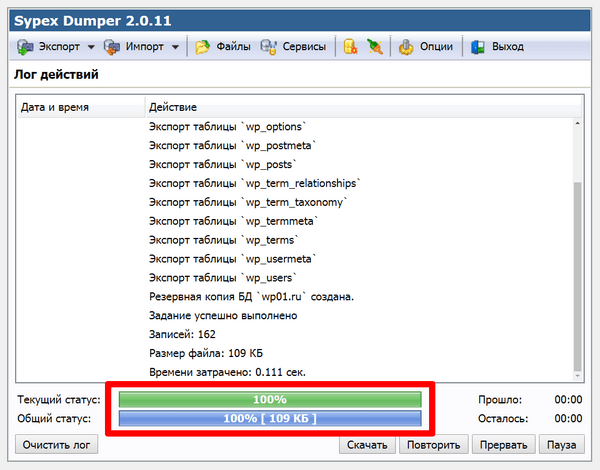 Sypex Dumper 2.0.11
Экспорт Импорт Файлы Сервисы Опции Выход
Лог действий
Дата и время Действие
Экспорт таблицы `wp_options`
Экспорт таблицы `wp_postmeta`
Экспорт таблицы `wp_posts`
Экспорт таблицы `wp_term_relationships`
Экспорт таблицы `wp_term_taxonomy`
Экспорт таблицы `wp_termmeta`
Экспорт таблицы `wp_terms`
Экспорт таблицы `wp_usermeta`
Экспорт таблицы `wp_users`
Резервная копия БД `wp01.ru` создана.
Задание успешно выполнено
Записей: 162
Размер файла: 109 КБ
Времени затрачено: 0.111 сек.
Текущий статус: 100% Прошло: 00:00
Общий статус: 100% [ 109 КБ ] Осталось: 00:00
Очистить лог Скачать Повторить Прервать Пауза